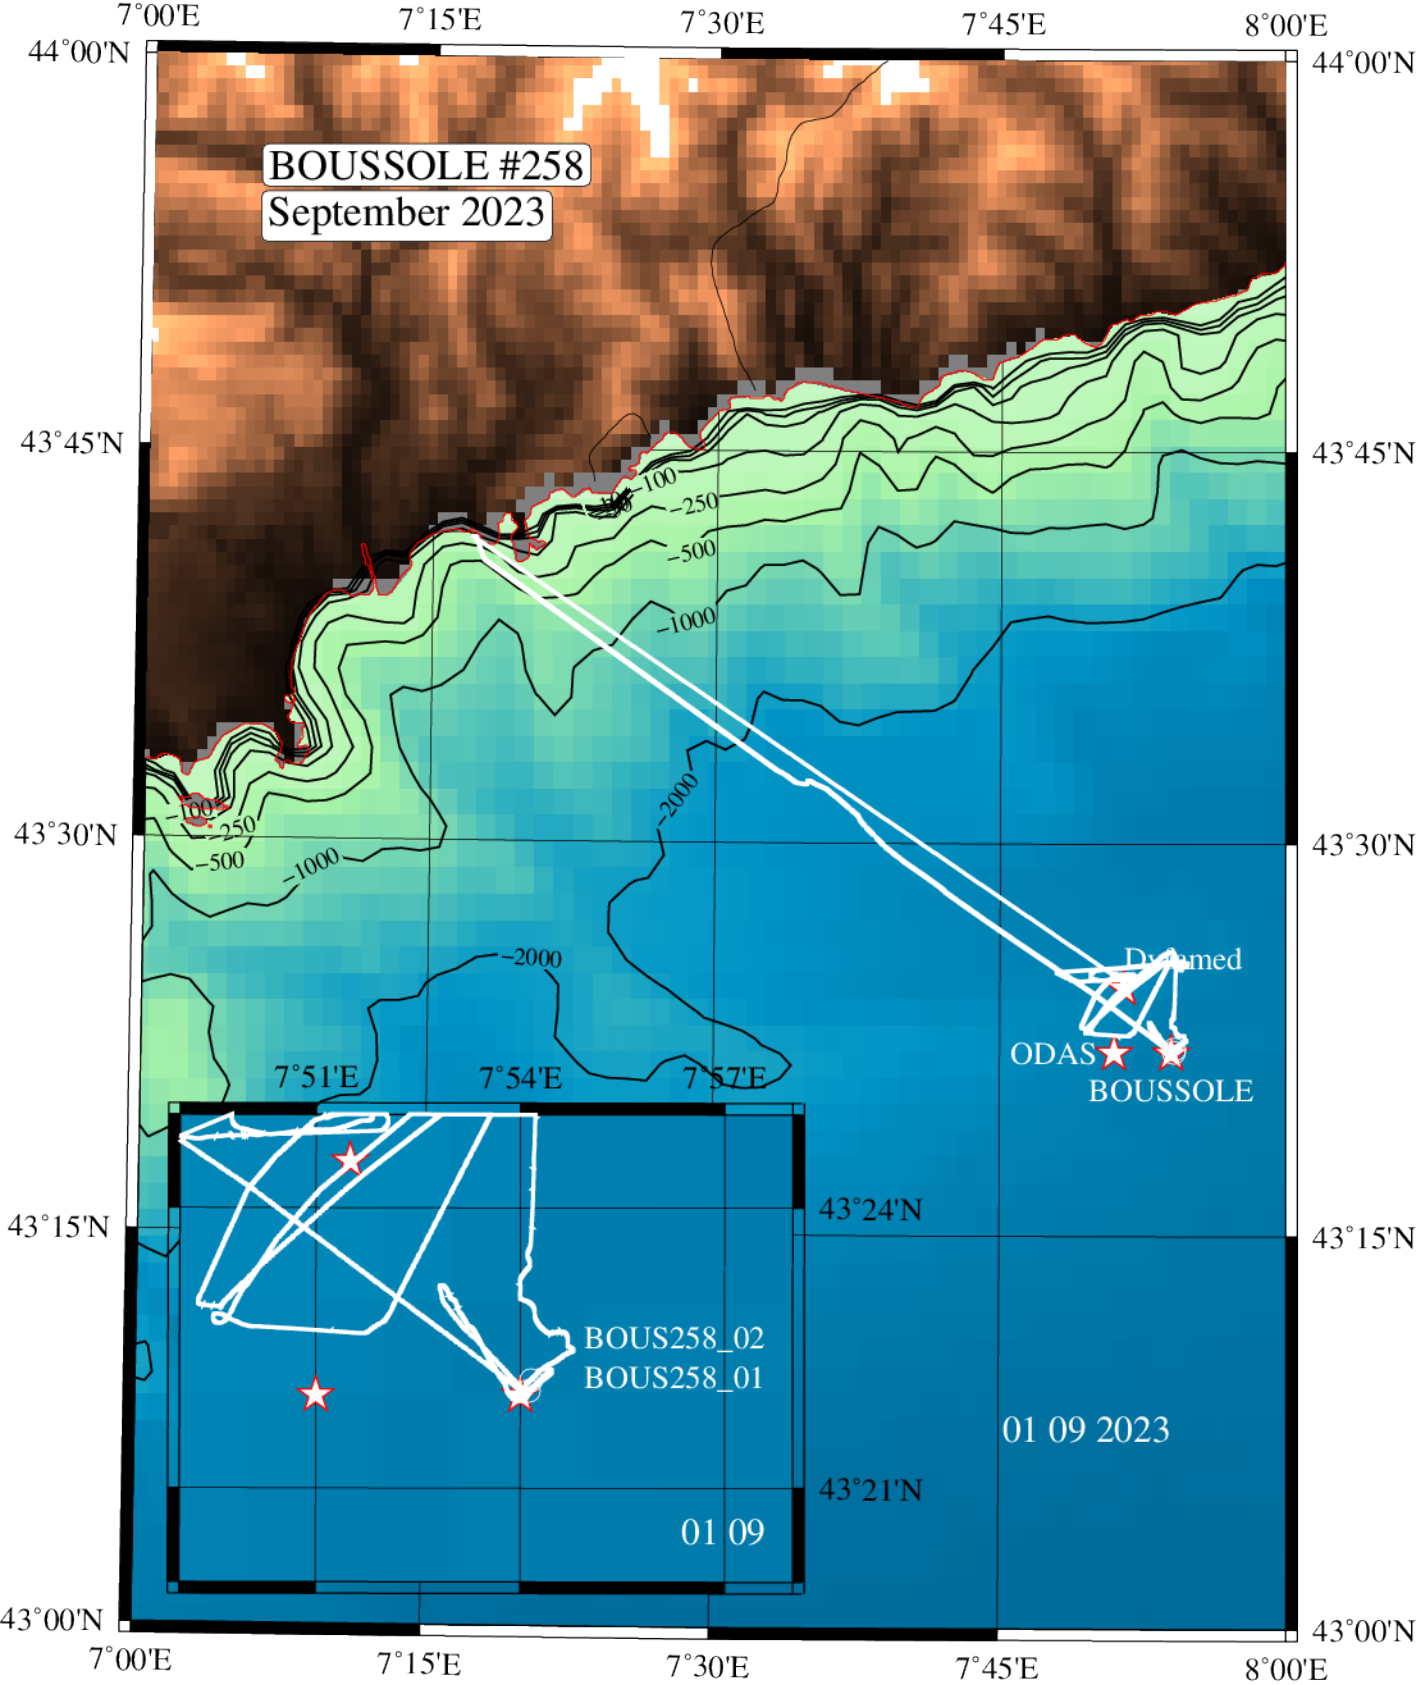 7°00'E 7°15'E 7°30'E 7°45'E 8°00'E
44°00'N 44°00'N
BOUSSOLE #258
September 2023
43°45'N 43°45'N
−100
−250
−500
−1000
−2000
−100
−250
−500
−1000
43°30'N 43°30'N
−2000
ODAS
BOUSSOLE
7°51'E 7°54'E 7°57'E
43°24'N
43°15'N 43°15'N
BOUS258_02
BOUS258_01
01 09 2023
43°21'N
01 09
43°00'N 43°00'N
7°00'E 7°15'E 7°30'E 7°45'E 8°00'E